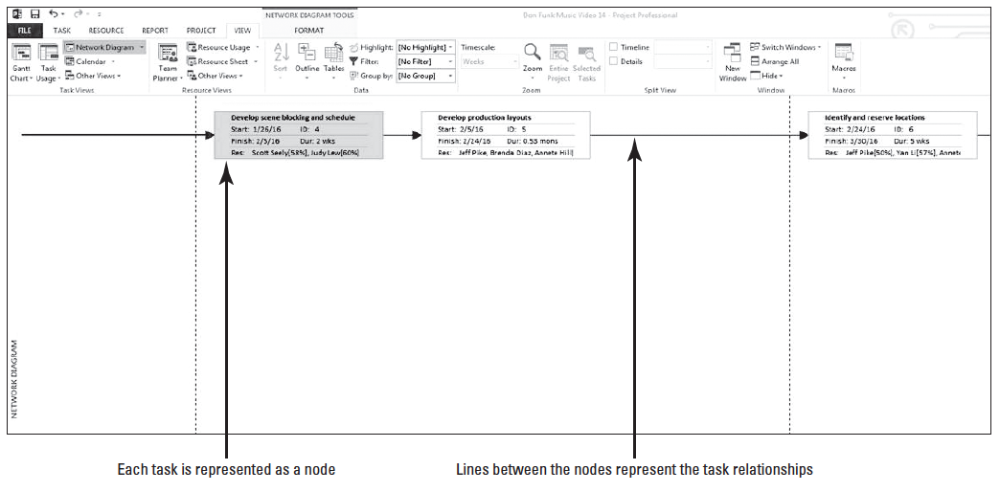 NETWORK DIAGRAM TOOLS
Don Funk Music Video 14 - Project Professional
FILE TASK RESOURCE REPORT PROJECT VIEW FORMAT
Gantt Chart
Task Usage
Network Diagram
Calendar
Other Views
Task Views
Team Planner
Resource Usage
Resource Sheet
Other Views
Resource Views
Sort
Outline
Tables
Highlight: [No Highlight]
Filter: [No Filter]
Group by: [No Group]
Data
Timescale:
Weeks
Zoom
Entire Project
Selected Tasks
Zoom
Timeline
Details
Split View
New Window
Switch Windows
Arrange All
Hide
Window
Macros
Macros
Develop scene blocking and schedule
Start: 1/26/16 ID: 4
Finish: 2/5/16 Dur: 2 wks
Res: Scott Seely[58%], Judy Lew[60%]
Develop production layouts
Start: 2/5/16 ID: 5
Finish: 2/24/16 Dur: 0.53 mons
Res: Jeff Pike, Brenda Diaz, Annete Hill[
Identify and reserve locations
Start: 2/24/16 ID: 6
Finish: 3/30/16 Dur: 5 wks
Res: Jeff Pike[50%], Yan Li[57%], Annete
NETWORK DIAGRAM
Each task is represented as a node
Lines between the nodes represent the task relationships